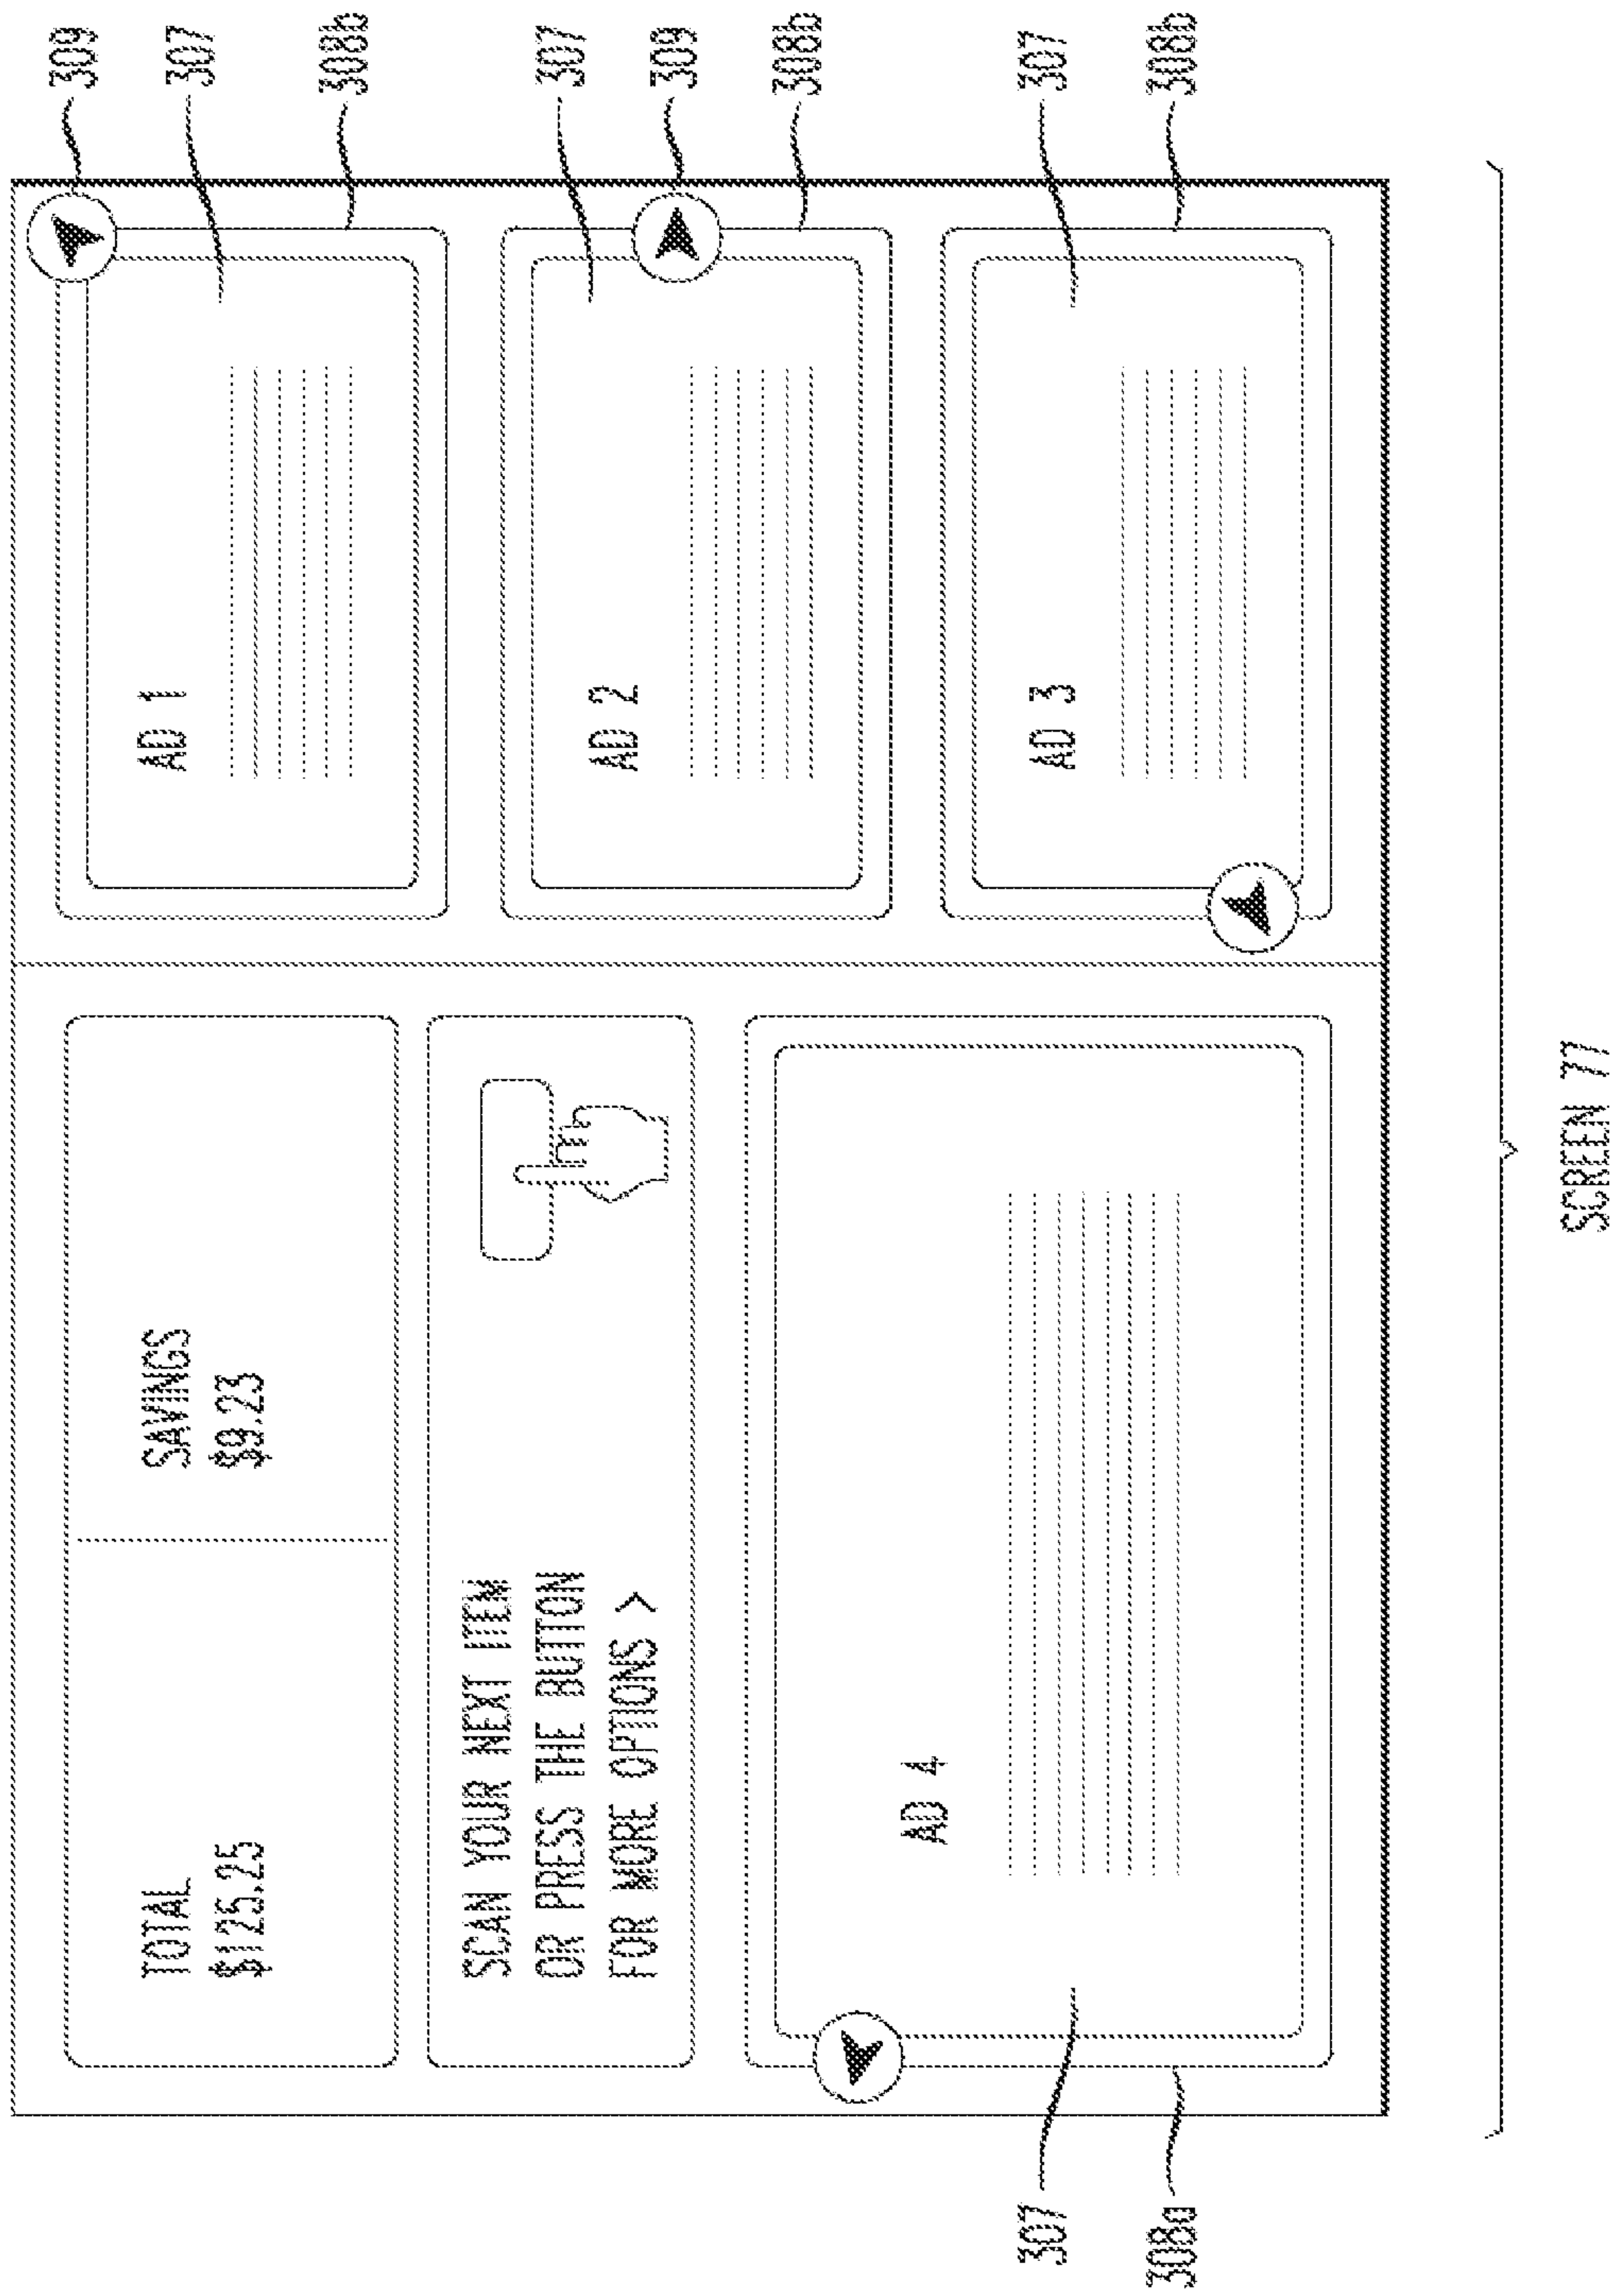 TOTAL
$125.25
SAVINGS
$9.23
SCAN YOUR NEXT ITEM
OR PRESS THE BUTTON
FOR MORE OPTIONS >
AD 4
307
308a
AD 1
309
307
308b
AD 2
307
309
308b
AD 3
307
308b
SCREEN 77